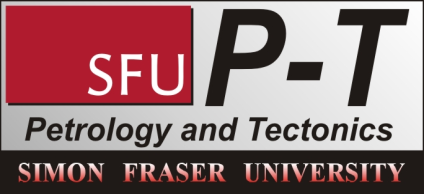 SFU P-T
Petrology and Tectonics
SIMON FRASER UNIVERSITY